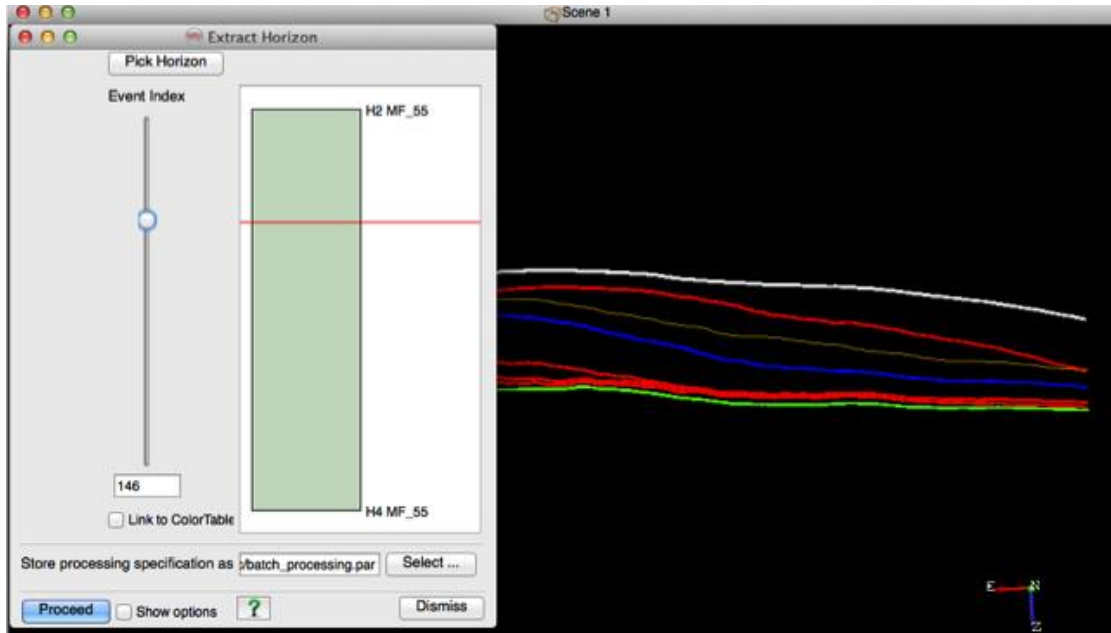 Scene 1
Extract Horizon
Pick Horizon
Event Index
H2 MF_55
146
Link to ColorTable
H4 MF_55
Store processing specification as /batch_processing.par Select ...
Proceed Show options ? Dismiss
E N
Z